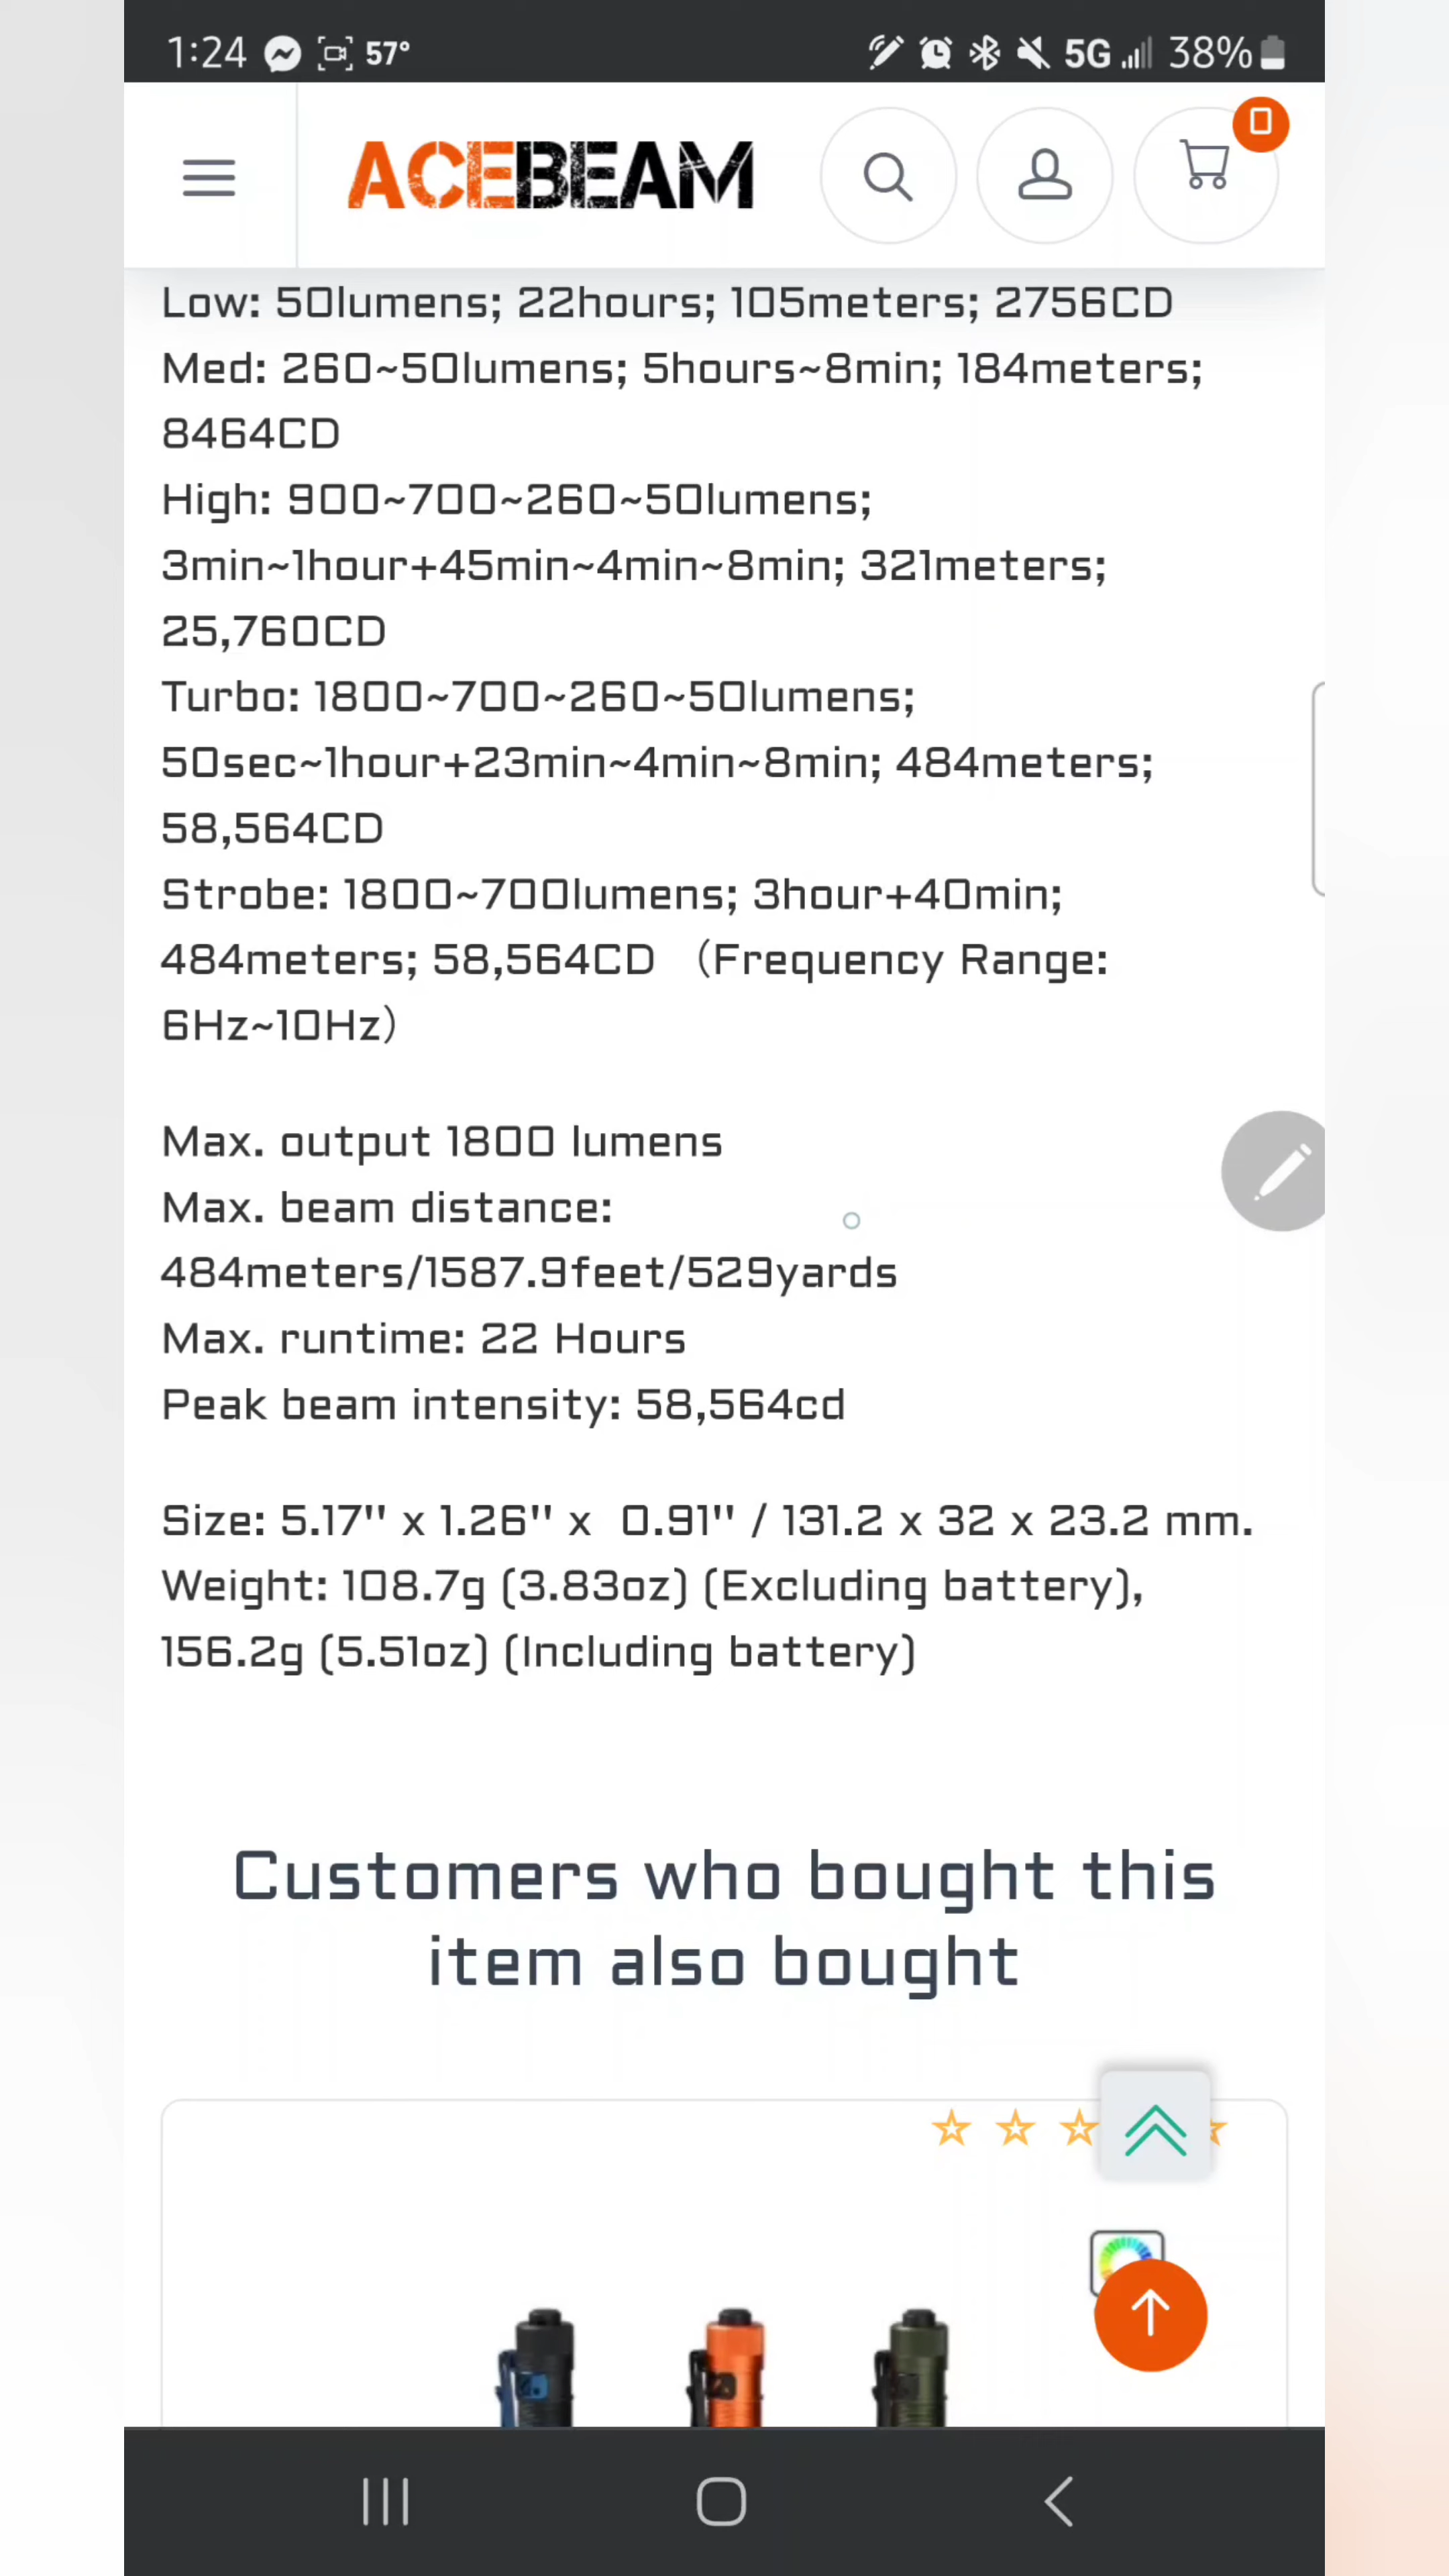 1:24 57° 5G 38%
ACEBEAM 0
Low: 50lumens; 22hours; 105meters; 2756CD
Med: 260~50lumens; 5hours~8min; 184meters;
8464CD
High: 900~700~260~50lumens;
3min~1hour+45min~4min~8min; 321meters;
25,760CD
Turbo: 1800~700~260~50lumens;
50sec~1hour+23min~4min~8min; 484meters;
58,564CD
Strobe: 1800~700lumens; 3hour+40min;
484meters; 58,564CD （Frequency Range:
6Hz~10Hz）
Max. output 1800 lumens
Max. beam distance:
484meters/1587.9feet/529yards
Max. runtime: 22 Hours
Peak beam intensity: 58,564cd
Size: 5.17'' x 1.26'' x 0.91'' / 131.2 x 32 x 23.2 mm.
Weight: 108.7g (3.83oz) (Excluding battery),
156.2g (5.51oz) (Including battery)
Customers who bought this
item also bought